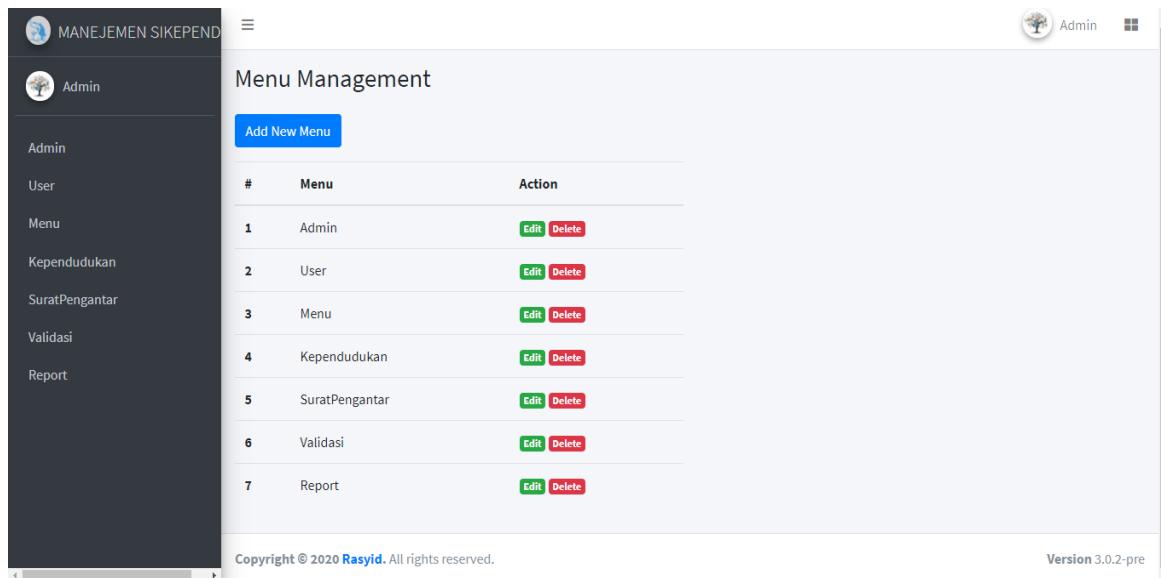 MANEJEMEN SIKEPEND
Admin
Admin
User
Menu
Kependudukan
SuratPengantar
Validasi
Report
Admin
Menu Management
Add New Menu
# Menu Action
1 Admin Edit Delete
2 User Edit Delete
3 Menu Edit Delete
4 Kependudukan Edit Delete
5 SuratPengantar Edit Delete
6 Validasi Edit Delete
7 Report Edit Delete
Copyright © 2020 Rasyid. All rights reserved.
Version 3.0.2-pre